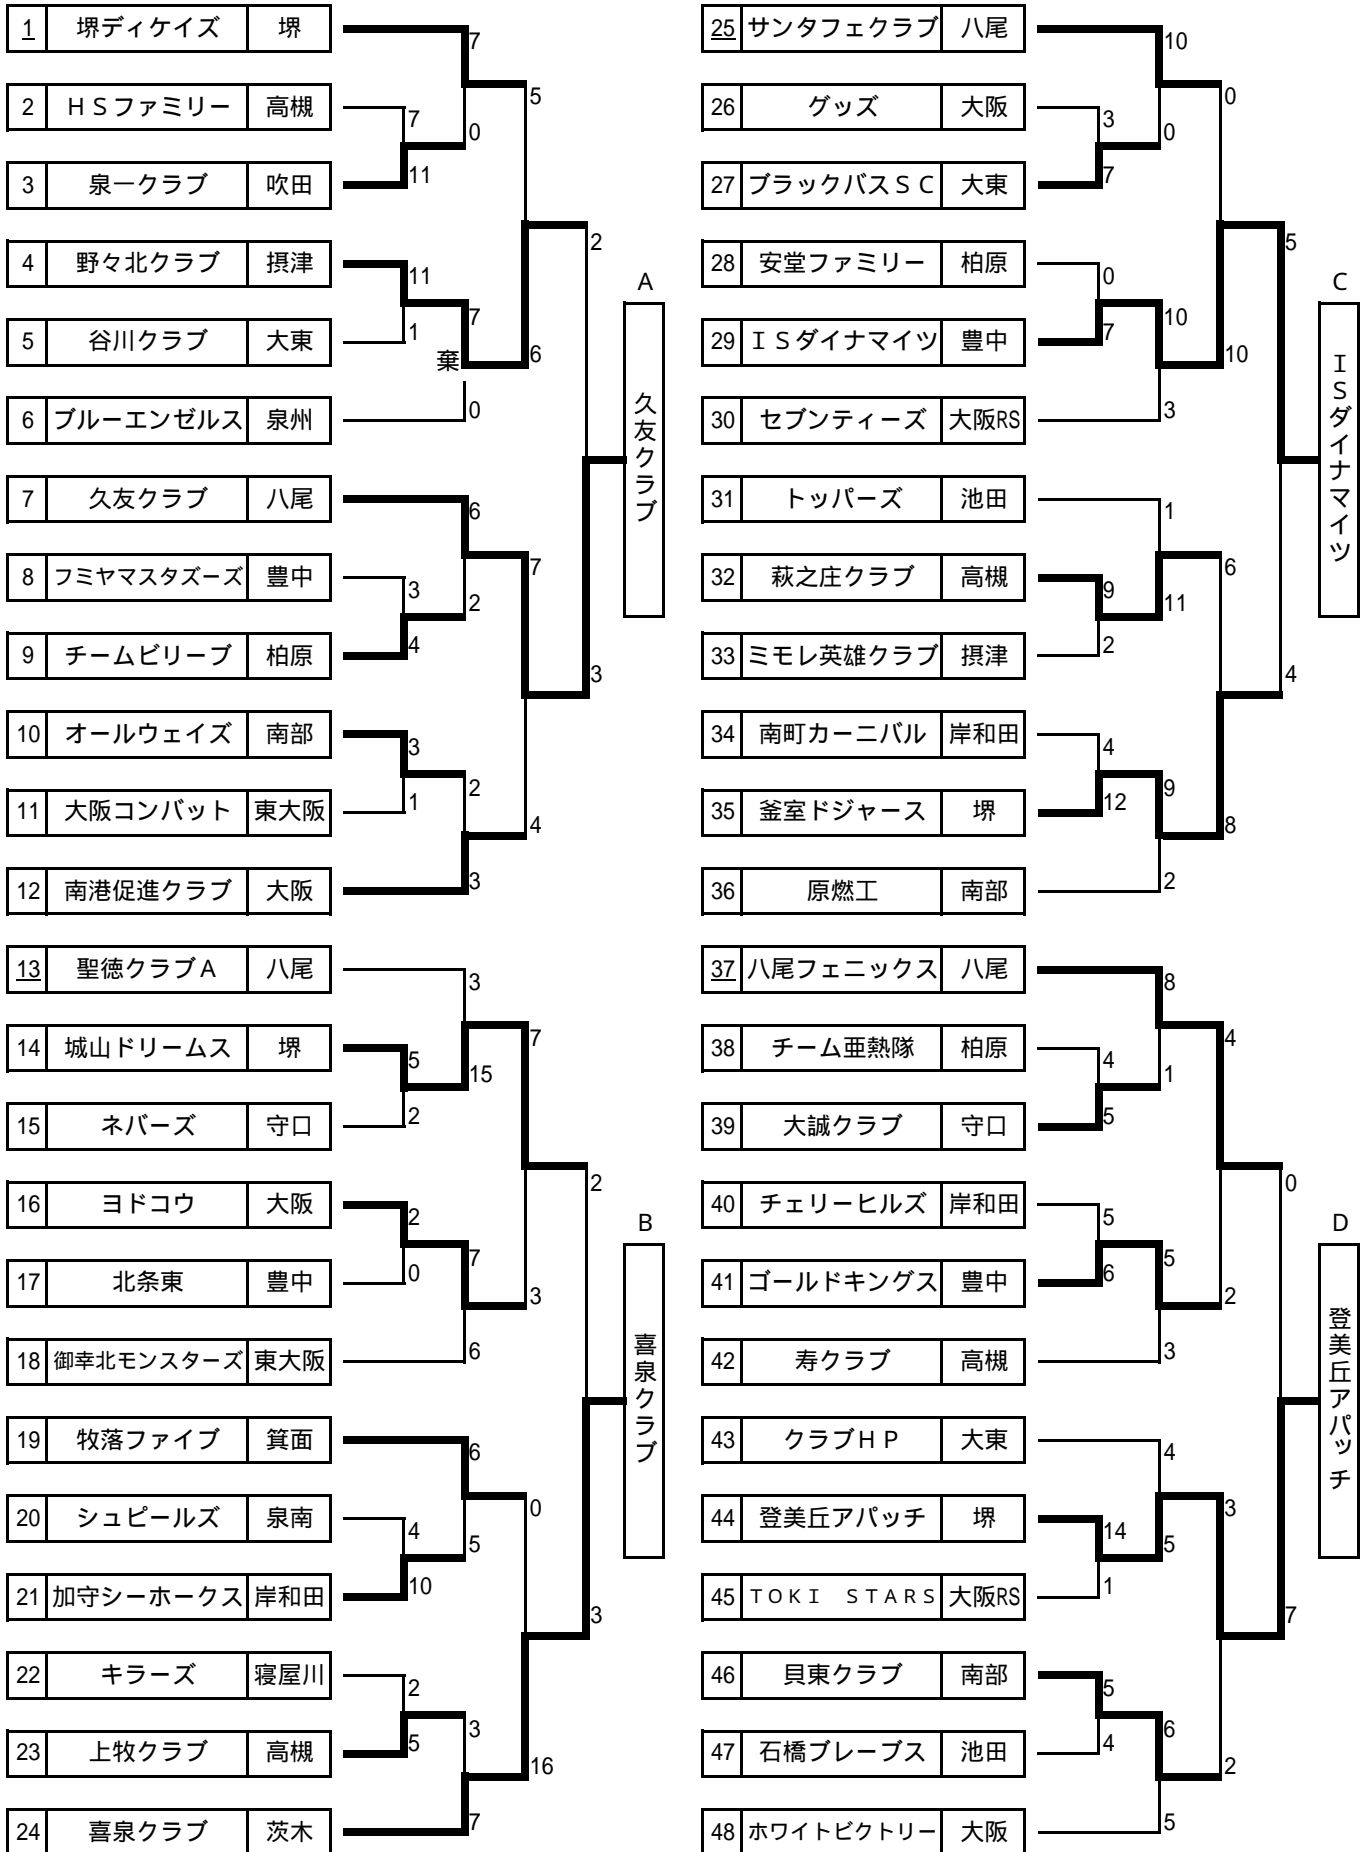 1 堺ディケイズ 堺
7
5
2 ＨＳファミリー 高槻
7
0
3 泉一クラブ 吹田
11
2
4 野々北クラブ 摂津
11
7
5 谷川クラブ 大東
1
棄
6
6 ブルーエンゼルス 泉州
0
A
久友クラブ
7 久友クラブ 八尾
6
7
8 フミヤマスタズーズ 豊中
3
2
9 チームビリーブ 柏原
4
3
10 オールウェイズ 南部
3
2
11 大阪コンバット 東大阪
1
4
12 南港促進クラブ 大阪
3
13 聖徳クラブＡ 八尾
3
7
14 城山ドリームス 堺
5
15
15 ネバーズ 守口
2
2
16 ヨドコウ 大阪
2
7
17 北条東 豊中
0
3
18 御幸北モンスターズ 東大阪
6
B
喜泉クラブ
19 牧落ファイブ 箕面
6
0
20 シュピールズ 泉南
4
5
21 加守シーホークス 岸和田
10
3
22 キラーズ 寝屋川
2
3
23 上牧クラブ 高槻
5
16
24 喜泉クラブ 茨木
7
25 サンタフェクラブ 八尾
10
0
26 グッズ 大阪
3
0
27 ブラックバスＳＣ 大東
7
5
28 安堂ファミリー 柏原
0
10
29 ＩＳダイナマイツ 豊中
7
10
30 セブンティーズ 大阪RS
3
C
ＩＳダイナマイツ
31 トッパーズ 池田
1
6
32 萩之庄クラブ 高槻
9
11
33 ミモレ英雄クラブ 摂津
2
4
34 南町カーニバル 岸和田
4
9
35 釜室ドジャース 堺
12
8
36 原燃工 南部
2
37 八尾フェニックス 八尾
8
4
38 チーム亜熱隊 柏原
4
1
39 大誠クラブ 守口
5
0
40 チェリーヒルズ 岸和田
5
5
41 ゴールドキングス 豊中
6
2
42 寿クラブ 高槻
3
D
登美丘アパッチ
43 クラブＨＰ 大東
4
3
44 登美丘アパッチ 堺
14
5
45 ＴＯＫＩ　ＳＴＡＲＳ 大阪RS
1
7
46 貝東クラブ 南部
5
6
47 石橋ブレーブス 池田
4
2
48 ホワイトビクトリー 大阪
5